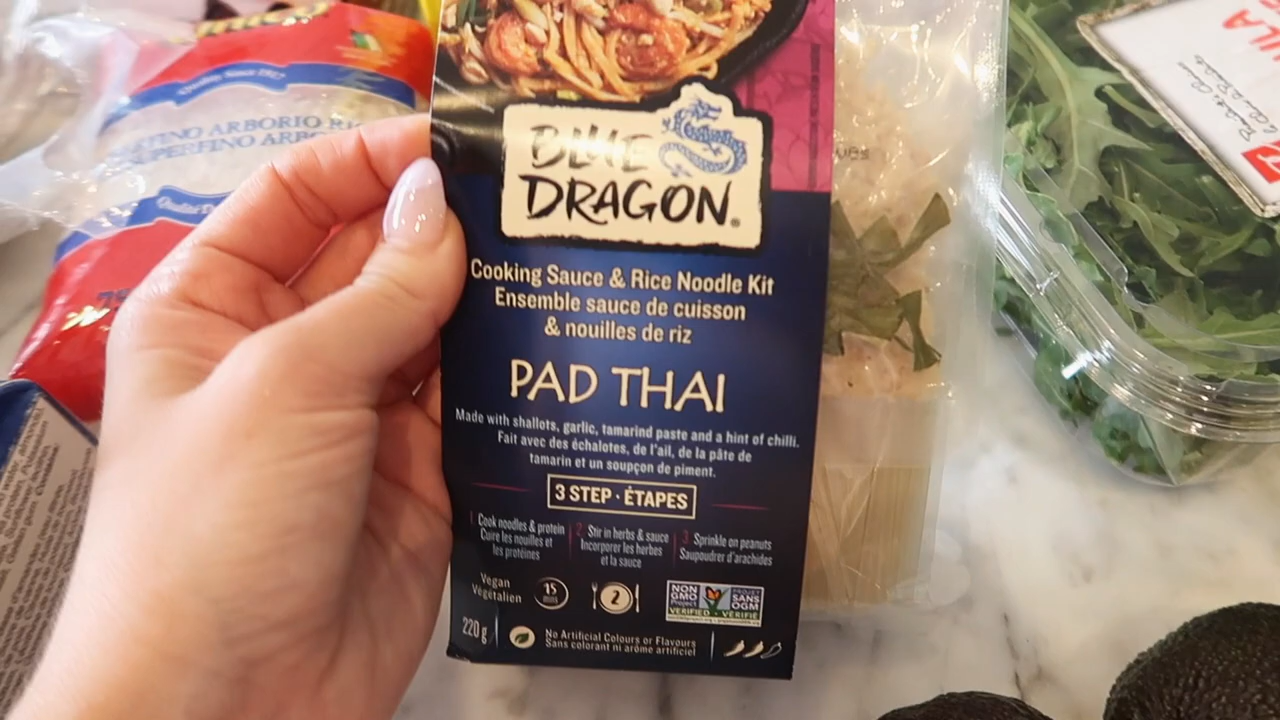 BLUE
DRAGON®
Cooking Sauce & Rice Noodle Kit
Ensemble sauce de cuisson
& nouilles de riz
PAD THAI
Made with shallots, garlic, tamarind paste and a hint of chilli.
Fait avec des échalotes, de l'ail, de la pâte de
tamarin et un soupçon de piment.
3 STEP · ÉTAPES
1 Cook noodles & protein
Cuire les nouilles et
les protéines
2 Stir in herbs & sauce
Incorporer les herbes
et la sauce
3 Sprinkle on peanuts
Saupoudrer d'arachides
Vegan
Végétalien
15
2
NON
GMO
Project
VERIFIED
PROJET
SANS
OGM
VÉRIFIÉ
220 g
No Artificial Colours or Flavours
Sans colorant ni arôme artificiel
Quality Since 1937
ARBORIO